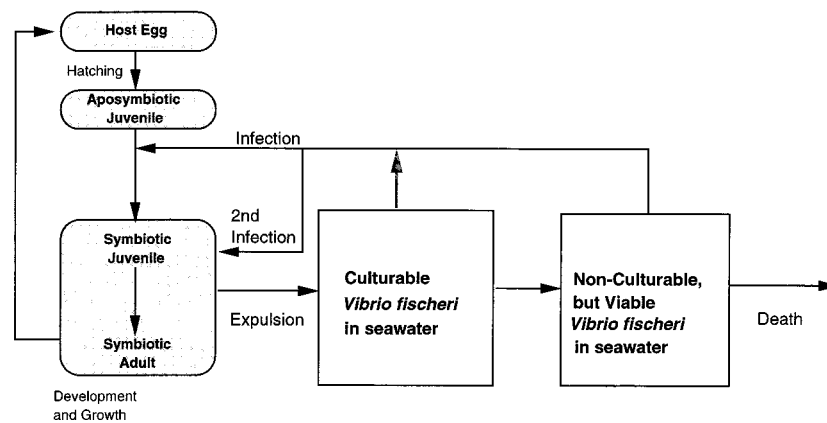 Host Egg
Hatching
Aposymbiotic
Juvenile
Infection
2nd
Infection
Symbiotic
Juvenile
Symbiotic
Adult
Development
and Growth
Expulsion
Culturable
Vibrio fischeri
in seawater
Non-Culturable,
but Viable
Vibrio fischeri
in seawater
Death